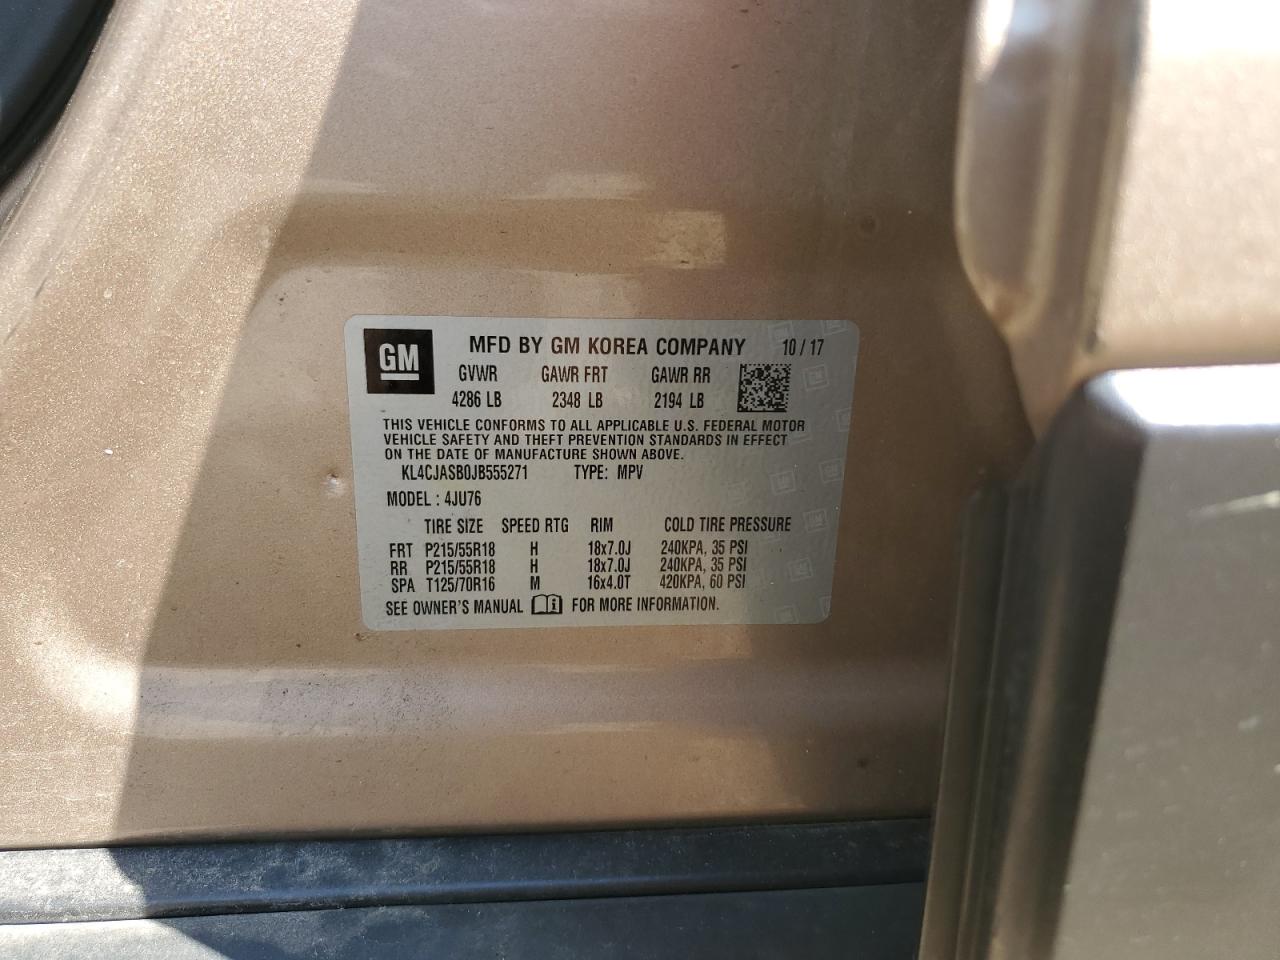 GM MFD BY GM KOREA COMPANY 10 / 17
GVWR GAWR FRT GAWR RR
4286 LB 2348 LB 2194 LB
THIS VEHICLE CONFORMS TO ALL APPLICABLE U.S. FEDERAL MOTOR
VEHICLE SAFETY AND THEFT PREVENTION STANDARDS IN EFFECT
ON THE DATE OF MANUFACTURE SHOWN ABOVE.
KL4CJASB0JB555271 TYPE: MPV
MODEL : 4JU76
TIRE SIZE SPEED RTG RIM COLD TIRE PRESSURE
FRT P215/55R18 H 18x7.0J 240KPA, 35 PSI
RR P215/55R18 H 18x7.0J 240KPA, 35 PSI
SPA T125/70R16 M 16x4.0T 420KPA, 60 PSI
SEE OWNER'S MANUAL FOR MORE INFORMATION.